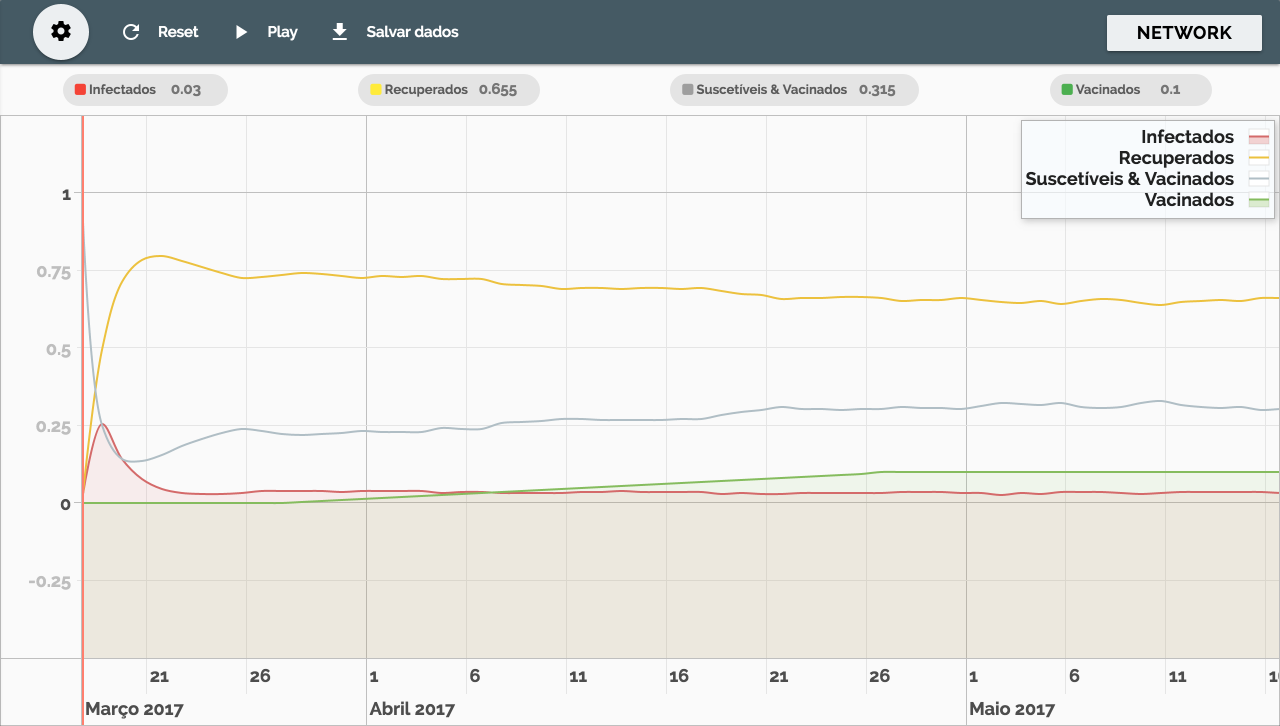 Reset Play Salvar dados NETWORK
Infectados 0.03 Recuperados 0.655 Suscetíveis & Vacinados 0.315 Vacinados 0.1
Infectados
Recuperados
Suscetíveis & Vacinados
Vacinados
1
0.75
0.5
0.25
0
-0.25
21 26 1 6 11 16 21 26 1 6 11
Março 2017 Abril 2017 Maio 2017